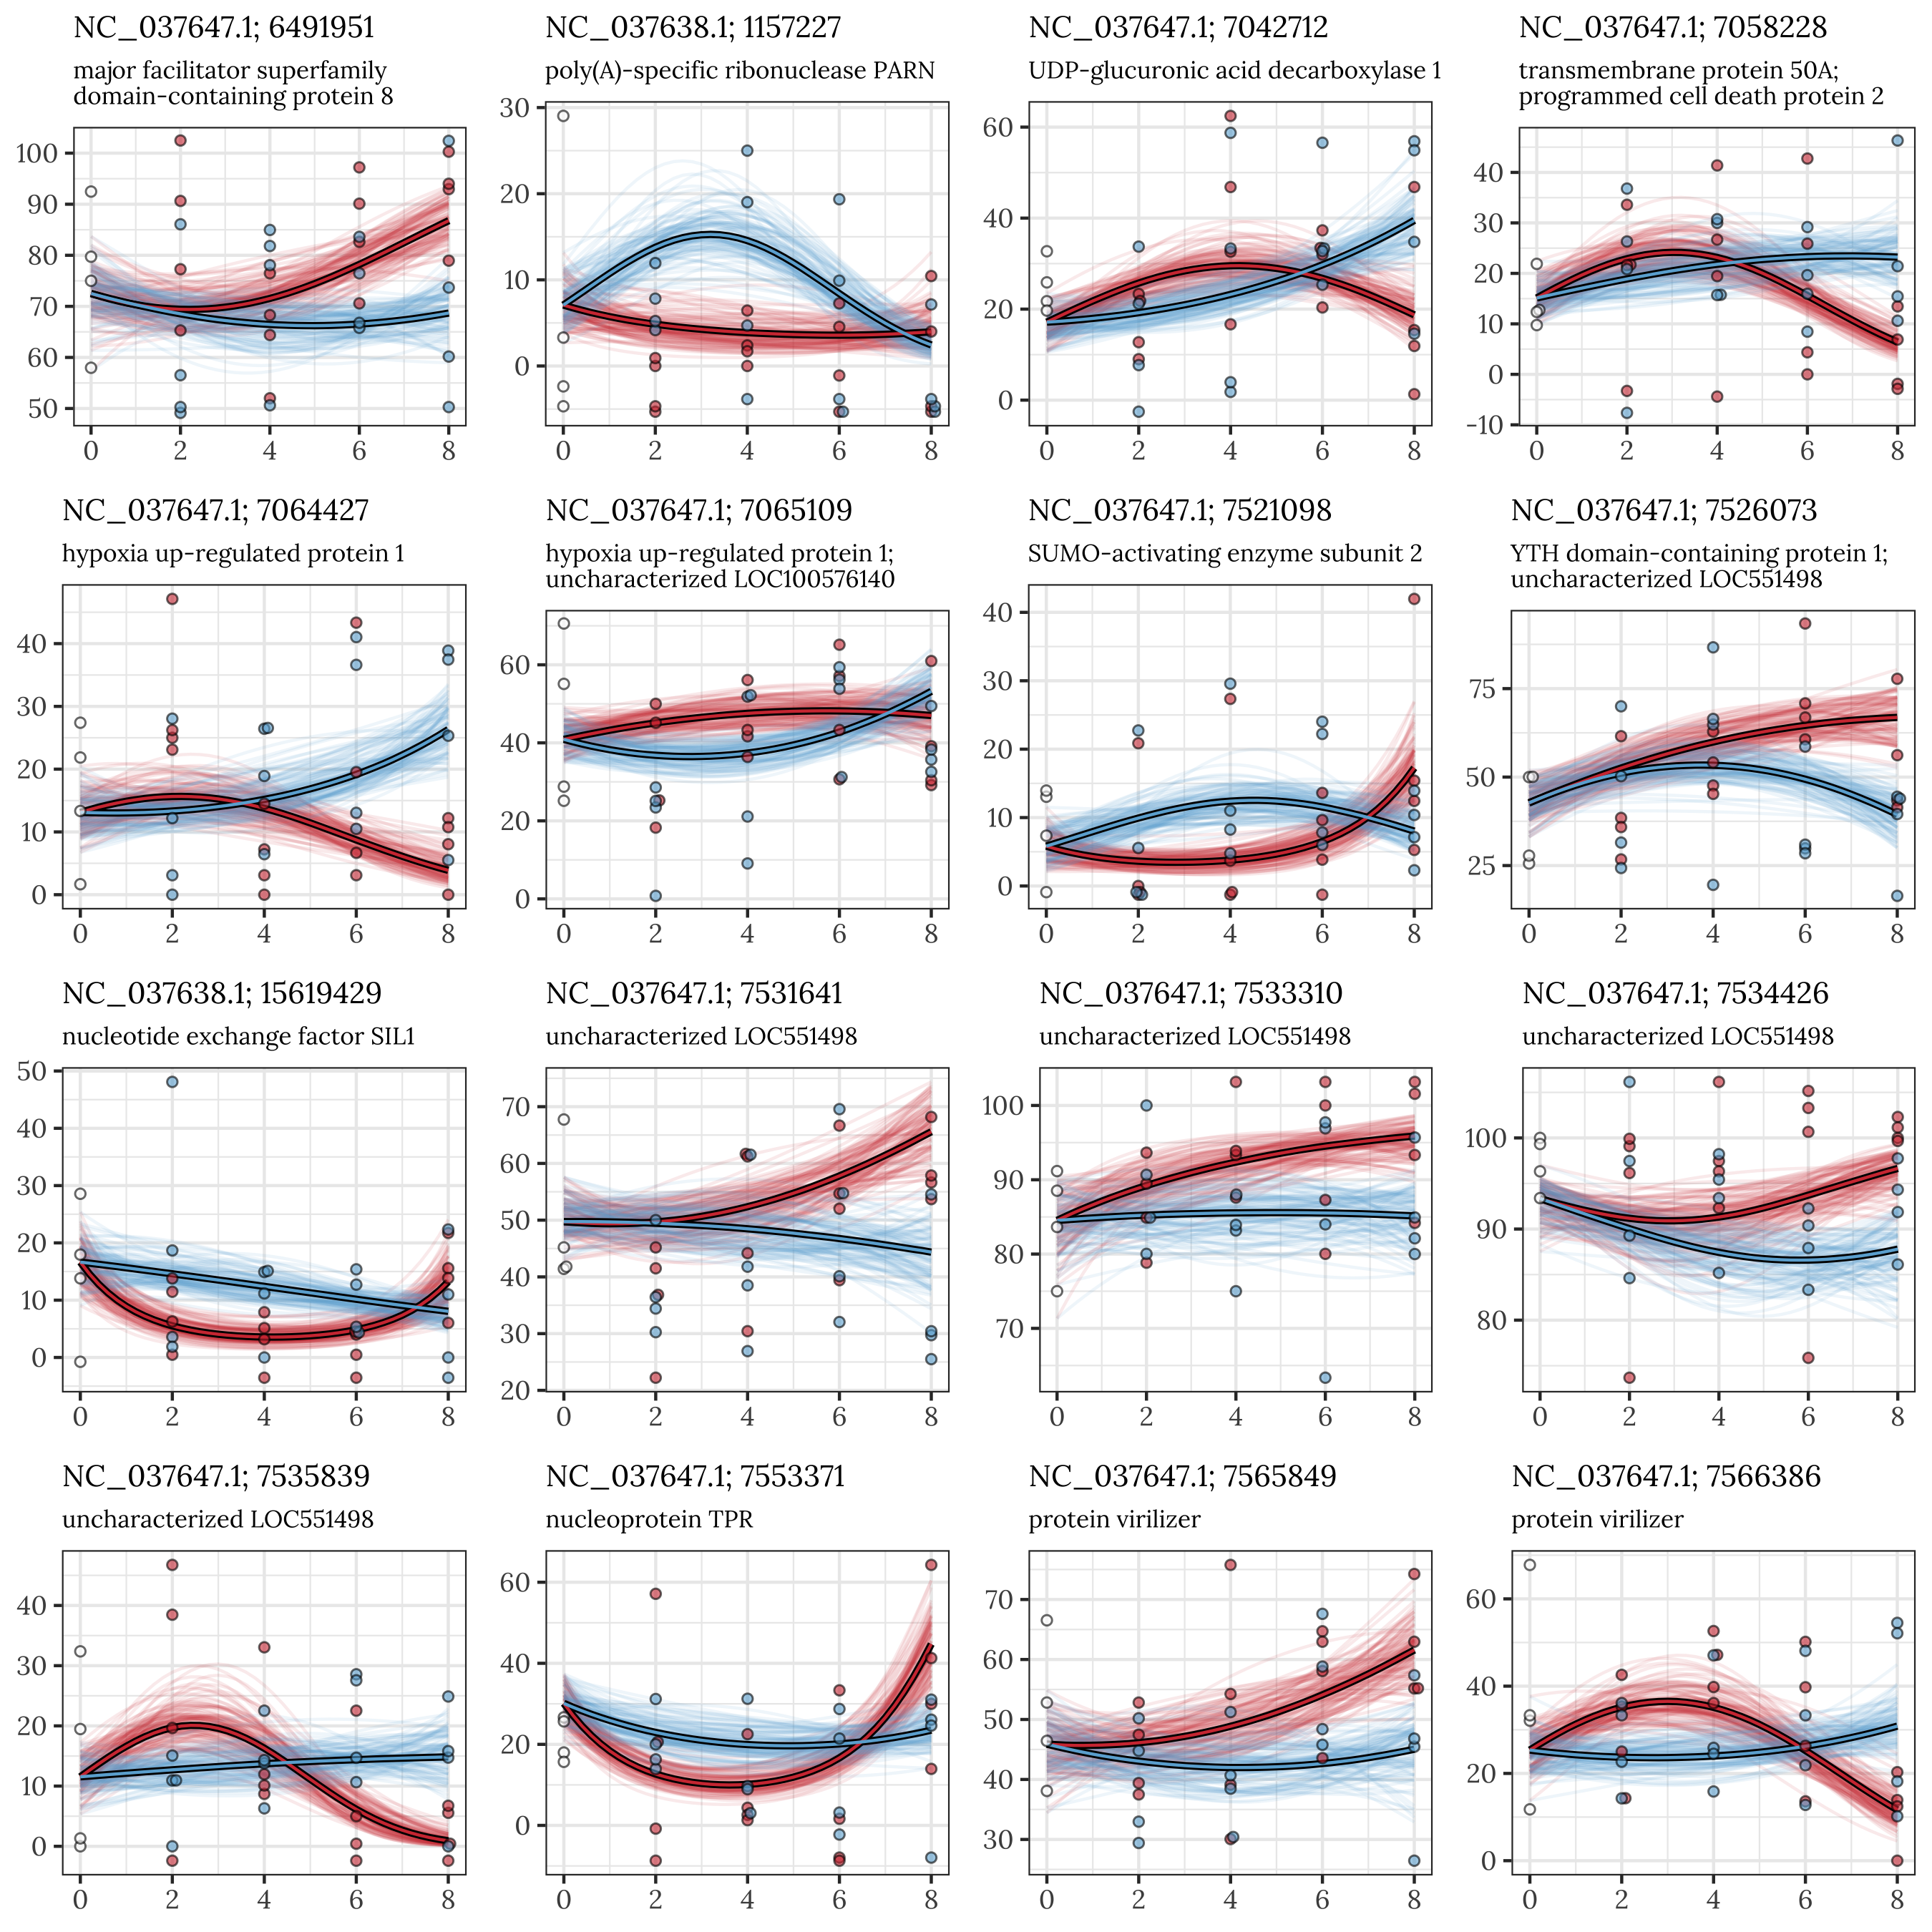 NC_037647.1; 6491951
major facilitator superfamily
domain-containing protein 8
100
90
80
70
60
50
0 2 4 6 8
NC_037638.1; 1157227
poly(A)-specific ribonuclease PARN
30
20
10
0
0 2 4 6 8
NC_037647.1; 7042712
UDP-glucuronic acid decarboxylase 1
60
40
20
0
0 2 4 6 8
NC_037647.1; 7058228
transmembrane protein 50A;
programmed cell death protein 2
40
30
20
10
0
-10
0 2 4 6 8
NC_037647.1; 7064427
hypoxia up-regulated protein 1
40
30
20
10
0
0 2 4 6 8
NC_037647.1; 7065109
hypoxia up-regulated protein 1;
uncharacterized LOC100576140
60
40
20
0
0 2 4 6 8
NC_037647.1; 7521098
SUMO-activating enzyme subunit 2
40
30
20
10
0
0 2 4 6 8
NC_037647.1; 7526073
YTH domain-containing protein 1;
uncharacterized LOC551498
75
50
25
0 2 4 6 8
NC_037638.1; 15619429
nucleotide exchange factor SIL1
50
40
30
20
10
0
0 2 4 6 8
NC_037647.1; 7531641
uncharacterized LOC551498
70
60
50
40
30
20
0 2 4 6 8
NC_037647.1; 7533310
uncharacterized LOC551498
100
90
80
70
0 2 4 6 8
NC_037647.1; 7534426
uncharacterized LOC551498
100
90
80
0 2 4 6 8
NC_037647.1; 7535839
uncharacterized LOC551498
40
30
20
10
0
0 2 4 6 8
NC_037647.1; 7553371
nucleoprotein TPR
60
40
20
0
0 2 4 6 8
NC_037647.1; 7565849
protein virilizer
70
60
50
40
30
0 2 4 6 8
NC_037647.1; 7566386
protein virilizer
60
40
20
0
0 2 4 6 8